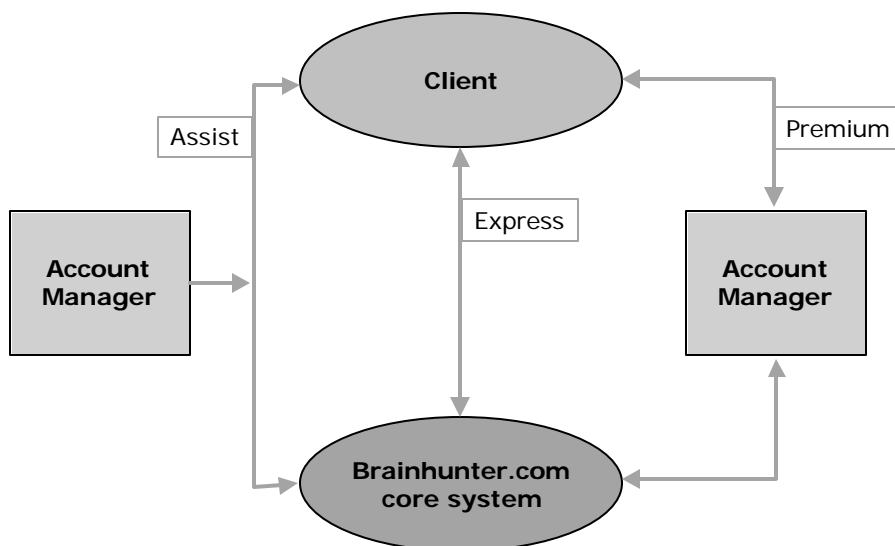 Client
Assist
Premium
Express
Account
Manager
Account
Manager
Brainhunter.com
core system